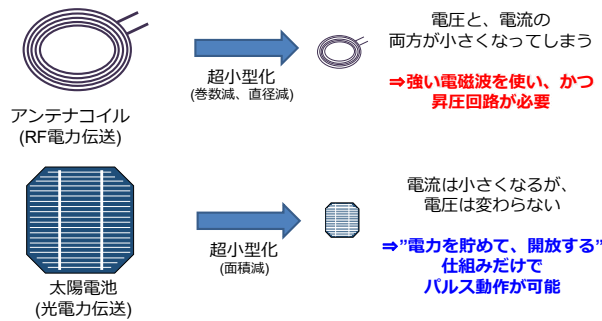 アンテナコイル
(RF電力伝送)
超小型化
(巻数減、直径減)
電圧と、電流の
両方が小さくなってしまう
⇒強い電磁波を使い、かつ
昇圧回路が必要
太陽電池
(光電力伝送)
超小型化
(面積減)
電流は小さくなるが、
電圧は変わらない
⇒”電力を貯めて、開放する”
仕組みだけで
パルス動作が可能